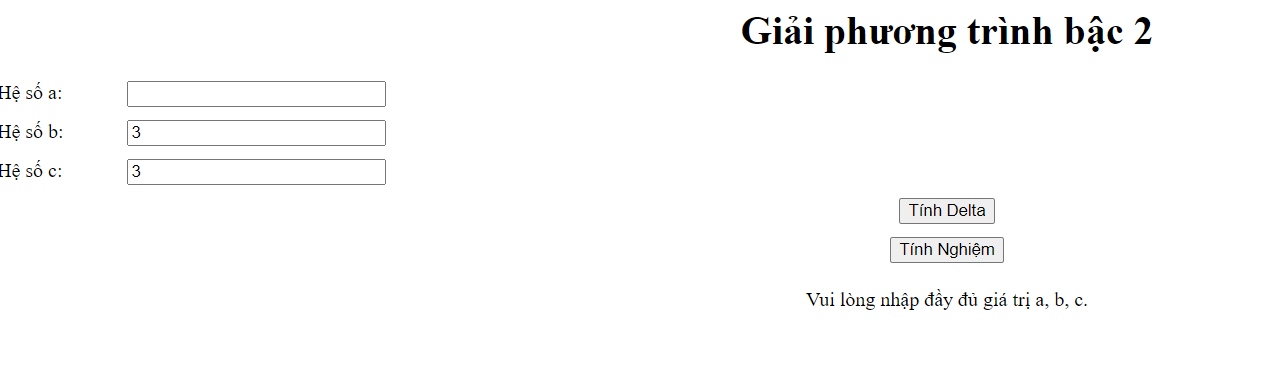 Giải phương trình bậc 2
Hệ số a:
Hệ số b: 3
Hệ số c: 3
Tính Delta
Tính Nghiệm
Vui lòng nhập đầy đủ giá trị a, b, c.